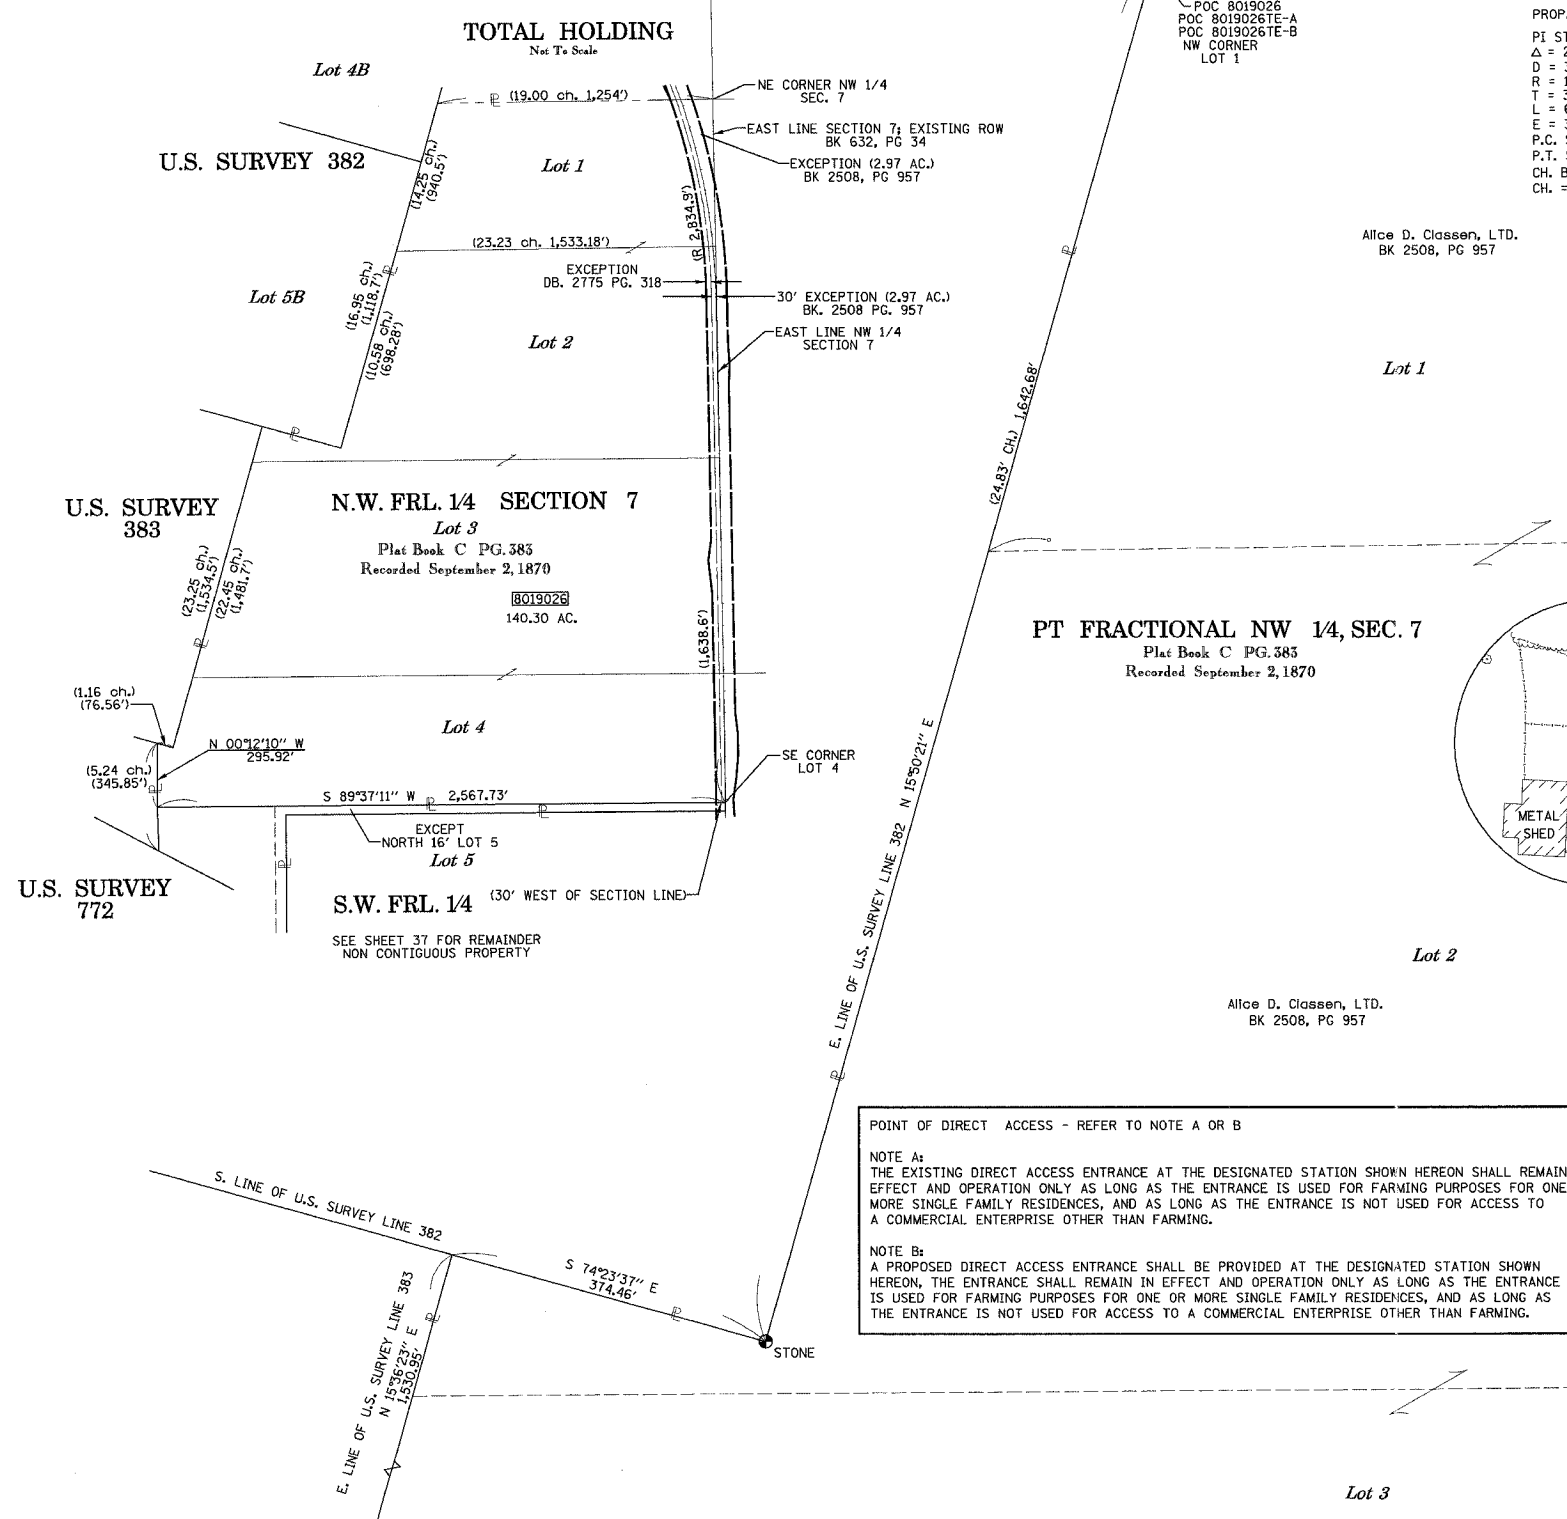 TOTAL HOLDING
Not To Scale
Lot 4B
(19.00 ch. 1,254')
NE CORNER NW 1/4
SEC. 7
EAST LINE SECTION 7; EXISTING ROW
BK 632, PG 34
EXCEPTION (2.97 AC.)
BK 2508, PG 957
U.S. SURVEY 382
Lot 1
(14.25 ch.)
(940.5')
(R 2,834.9')
(23.23 ch. 1,533.18')
EXCEPTION
DB. 2775 PG. 318
30' EXCEPTION (2.97 AC.)
BK. 2508 PG. 957
EAST LINE NW 1/4
SECTION 7
Lot 5B
(16.95 ch.)
(1,118.7')
(10.58 ch.)
(698.28')
Lot 2
U.S. SURVEY
383
N.W. FRL. 1/4 SECTION 7
Lot 3
Plat Book C PG. 383
Recorded September 2, 1870
8019026
140.30 AC.
(23.25 ch.)
(1,534.5')
(22.45 ch.)
(1,481.7')
(1,638.6')
(1.16 ch.)
(76.56')
N 00°12'10" W
295.92'
(5.24 ch.)
(345.85')
Lot 4
SE CORNER
LOT 4
S 89°37'11" W 2,567.73'
EXCEPT
NORTH 16' LOT 5
Lot 5
U.S. SURVEY
772
S.W. FRL. 1/4
(30' WEST OF SECTION LINE)
SEE SHEET 37 FOR REMAINDER
NON CONTIGUOUS PROPERTY
POC 8019026
POC 8019026TE-A
POC 8019026TE-B
NW CORNER
LOT 1
PROP.
PI ST
Δ = 2
D = 3
R = 1
T = 3
L = 6
E = 3
P.C.
P.T.
CH. B
CH. =
Alice D. Classen, LTD.
BK 2508, PG 957
Lot 1
(24.83' CH.) 1,642.68'
PT FRACTIONAL NW 1/4, SEC. 7
Plat Book C PG. 383
Recorded September 2, 1870
E. LINE OF U.S. SURVEY LINE 382 N 15°50'21" E
METAL
SHED
Lot 2
Alice D. Classen, LTD.
BK 2508, PG 957
POINT OF DIRECT ACCESS - REFER TO NOTE A OR B
NOTE A:
THE EXISTING DIRECT ACCESS ENTRANCE AT THE DESIGNATED STATION SHOWN HEREON SHALL REMAIN
EFFECT AND OPERATION ONLY AS LONG AS THE ENTRANCE IS USED FOR FARMING PURPOSES FOR ONE
MORE SINGLE FAMILY RESIDENCES, AND AS LONG AS THE ENTRANCE IS NOT USED FOR ACCESS TO
A COMMERCIAL ENTERPRISE OTHER THAN FARMING.
NOTE B:
A PROPOSED DIRECT ACCESS ENTRANCE SHALL BE PROVIDED AT THE DESIGNATED STATION SHOWN
HEREON, THE ENTRANCE SHALL REMAIN IN EFFECT AND OPERATION ONLY AS LONG AS THE ENTRANCE
IS USED FOR FARMING PURPOSES FOR ONE OR MORE SINGLE FAMILY RESIDENCES, AND AS LONG AS
THE ENTRANCE IS NOT USED FOR ACCESS TO A COMMERCIAL ENTERPRISE OTHER THAN FARMING.
S. LINE OF U.S. SURVEY LINE 382
S 74°23'37" E
374.46'
STONE
E. LINE OF U.S. SURVEY LINE 383
N 15°36'23" E
1,530.95'
Lot 3